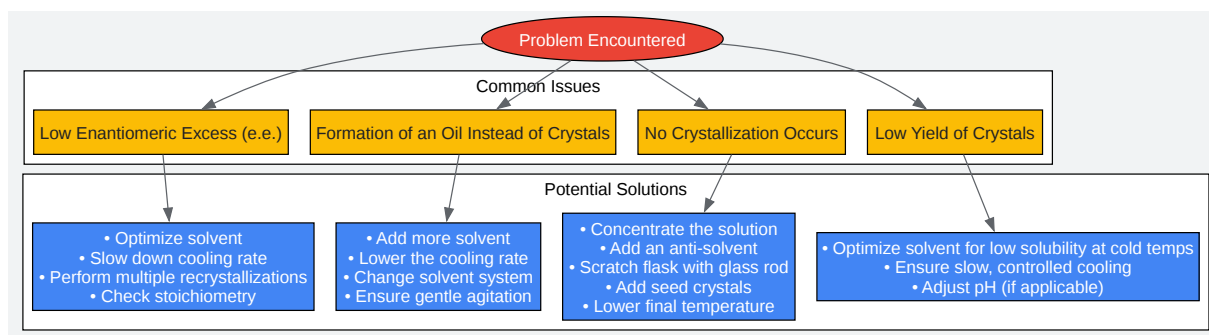 Problem Encountered
Common Issues
Low Enantiomeric Excess (e.e.)
Formation of an Oil Instead of Crystals
No Crystallization Occurs
Low Yield of Crystals
Potential Solutions
• Optimize solvent
• Slow down cooling rate
• Perform multiple recrystallizations
• Check stoichiometry
• Add more solvent
• Lower the cooling rate
• Change solvent system
• Ensure gentle agitation
• Concentrate the solution
• Add an anti-solvent
• Scratch flask with glass rod
• Add seed crystals
• Lower final temperature
• Optimize solvent for low solubility at cold temps
• Ensure slow, controlled cooling
• Adjust pH (if applicable)